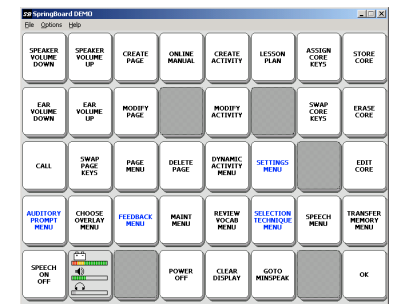 SpringBoard DEMO
File Options Help
SPEAKER VOLUME DOWN
SPEAKER VOLUME UP
CREATE PAGE
ONLINE MANUAL
CREATE ACTIVITY
LESSON PLAN
ASSIGN CORE KEYS
STORE CORE
EAR VOLUME DOWN
EAR VOLUME UP
MODIFY PAGE
MODIFY ACTIVITY
SWAP CORE KEYS
ERASE CORE
CALL
SWAP PAGE KEYS
PAGE MENU
DELETE PAGE
DYNAMIC ACTIVITY MENU
SETTINGS MENU
EDIT CORE
AUDITORY PROMPT MENU
CHOOSE OVERLAY MENU
FEEDBACK MENU
MAINT MENU
REVIEW VOCAB MENU
SELECTION TECHNIQUE MENU
SPEECH MENU
TRANSFER MEMORY MENU
SPEECH ON OFF
POWER OFF
CLEAR DISPLAY
GOTO MINSPEAK
OK